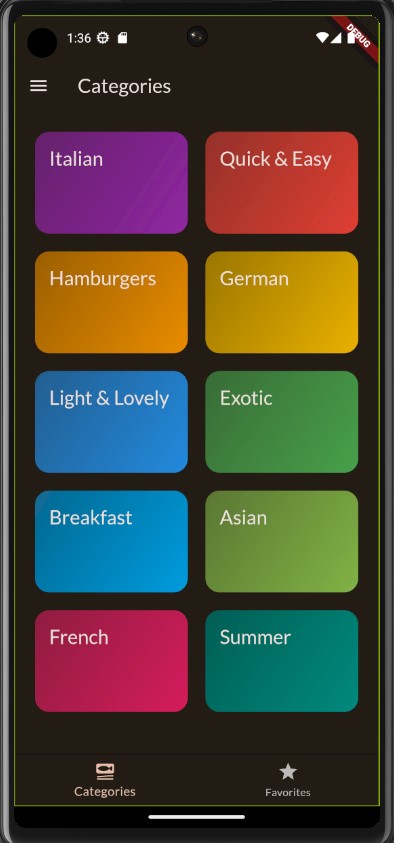 1:36
DEBUG
Categories
Italian
Quick & Easy
Hamburgers
German
Light & Lovely
Exotic
Breakfast
Asian
French
Summer
Categories
Favorites